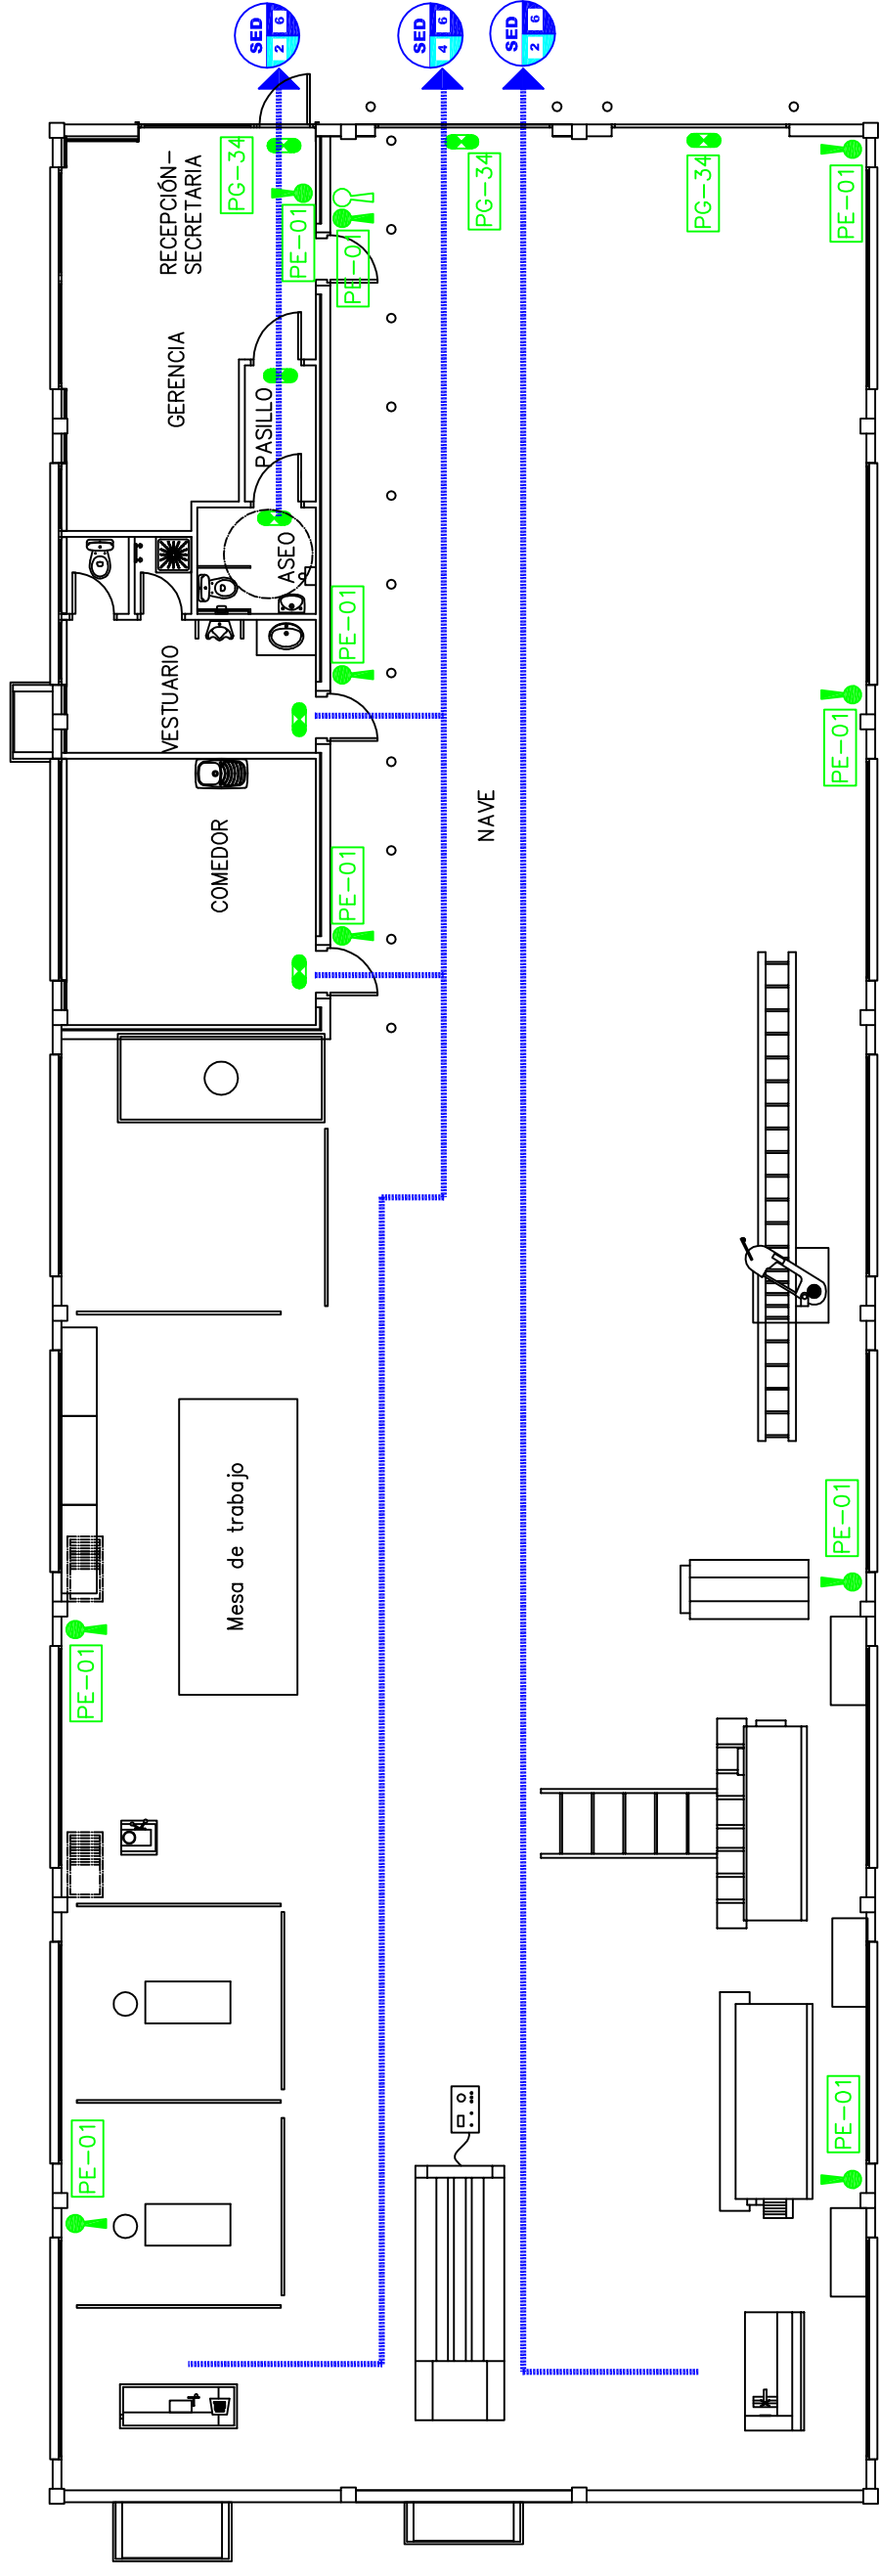 SED
2 6
SED
4 6
SED
2 6
RECEPCIÓN-
SECRETARIA
PG-34
PE-01
PE-01
PG-34
PG-34
PE-01
GERENCIA
PASILLO
ASEO
PE-01
VESTUARIO
PE-01
NAVE
COMEDOR
PE-01
Mesa de trabajo
PE-01
PE-01
PE-01
PE-01